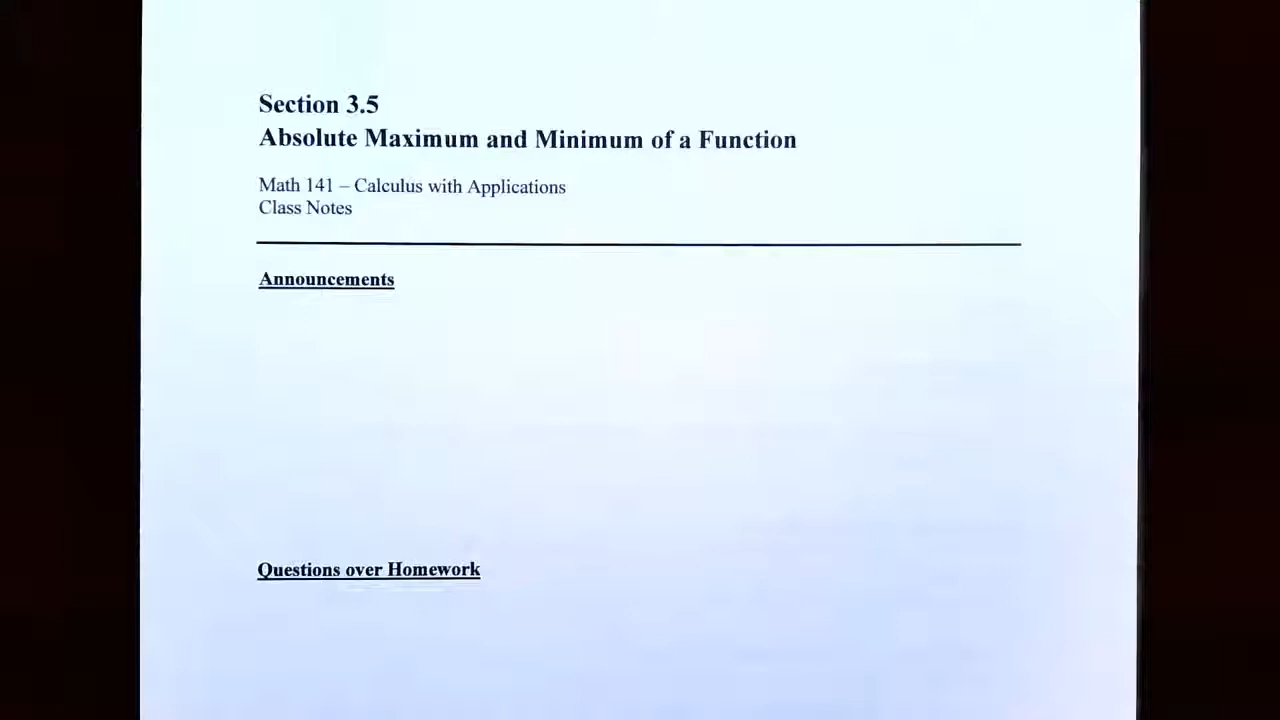 Section 3.5
Absolute Maximum and Minimum of a Function
Math 141 – Calculus with Applications
Class Notes
Announcements
Questions over Homework